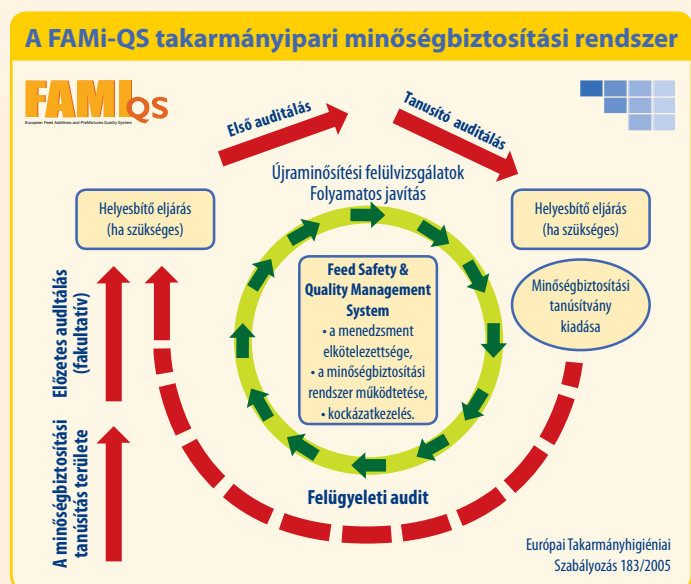 A FAMi-QS takarmányipari minőségbiztosítási rendszer
FAMI QS
European Feed Additives and PreMixtures Quality System
Első auditálás
Tanusító auditálás
Újraminősítési felülvizsgálatok
Folyamatos javítás
Helyesbítő eljárás
(ha szükséges)
Helyesbítő eljárás
(ha szükséges)
Feed Safety &
Quality Management
System
• a menedzsment
elkötelezettsége,
• a minőségbiztosítási
rendszer működtetése,
• kockázatkezelés.
Minőségbiztosítási
tanúsítvány
kiadása
Előzetes auditálás
(fakultatív)
A minőségbiztosítási
tanúsítás területe
Felügyeleti audit
Európai Takarmányhigiéniai
Szabályozás 183/2005